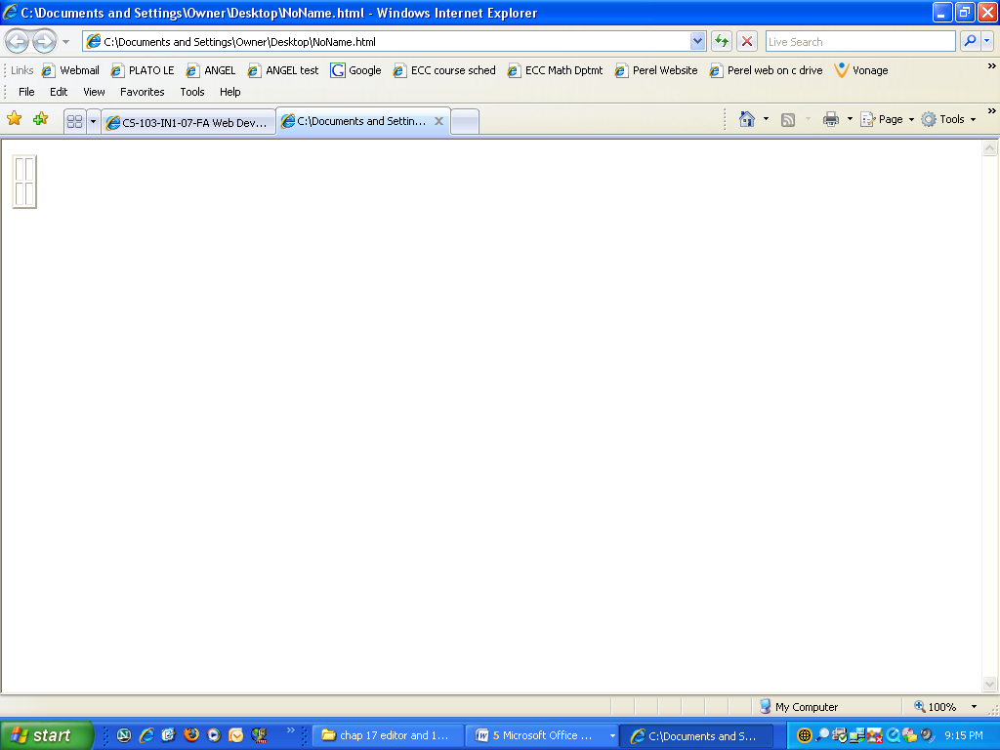 C:\Documents and Settings\Owner\Desktop\NoName.html - Windows Internet Explorer
C:\Documents and Settings\Owner\Desktop\NoName.html Live Search
Links Webmail PLATO LE ANGEL ANGEL test Google ECC course sched ECC Math Dptmt Perel Website Perel web on c drive Vonage »
File Edit View Favorites Tools Help
CS-103-IN1-07-FA Web Dev... C:\Documents and Settin... Page Tools »
My Computer 100%
start » chap 17 editor and 1... 5 Microsoft Office ... C:\Documents and S... 9:15 PM